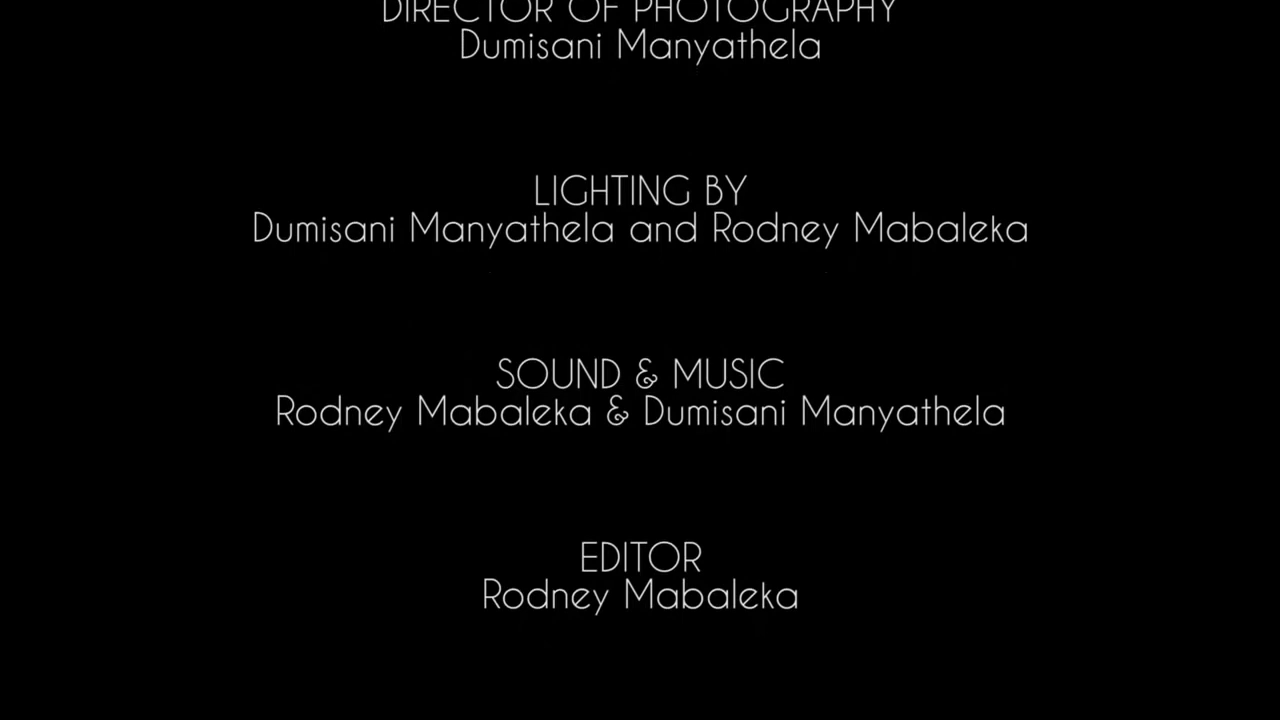 DIRECTOR OF PHOTOGRAPHY
Dumisani Manyathela
LIGHTING BY
Dumisani Manyathela and Rodney Mabaleka
SOUND & MUSIC
Rodney Mabaleka & Dumisani Manyathela
EDITOR
Rodney Mabaleka